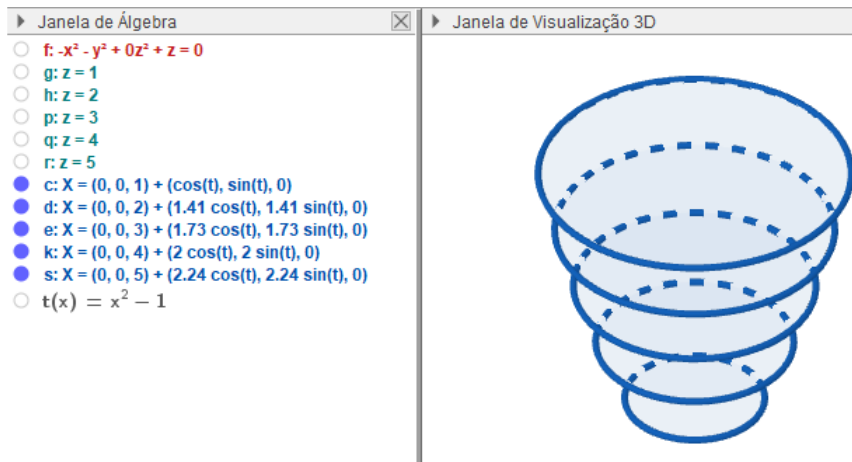 Janela de Álgebra
f: -x² - y² + 0z² + z = 0
g: z = 1
h: z = 2
p: z = 3
q: z = 4
r: z = 5
c: X = (0, 0, 1) + (cos(t), sin(t), 0)
d: X = (0, 0, 2) + (1.41 cos(t), 1.41 sin(t), 0)
e: X = (0, 0, 3) + (1.73 cos(t), 1.73 sin(t), 0)
k: X = (0, 0, 4) + (2 cos(t), 2 sin(t), 0)
s: X = (0, 0, 5) + (2.24 cos(t), 2.24 sin(t), 0)
t(x) = x² − 1
Janela de Visualização 3D